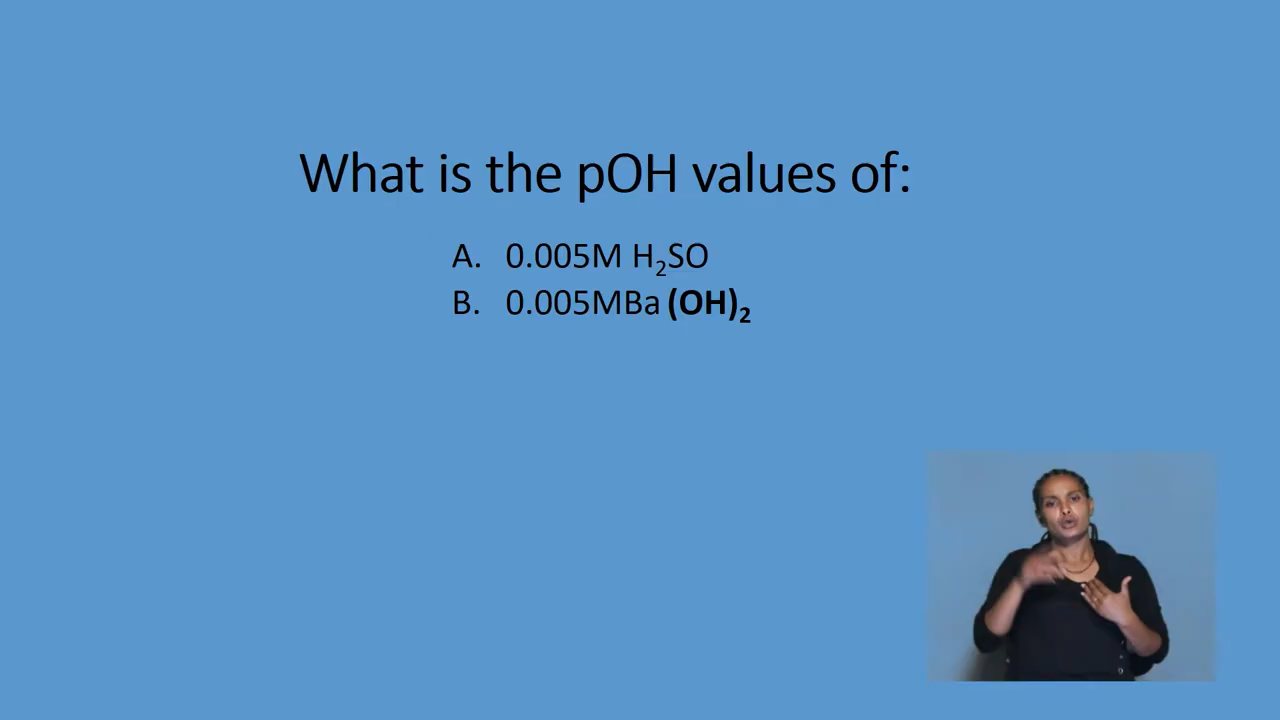 What is the pOH values of:
A. 0.005M H₂SO
B. 0.005MBa (OH)₂